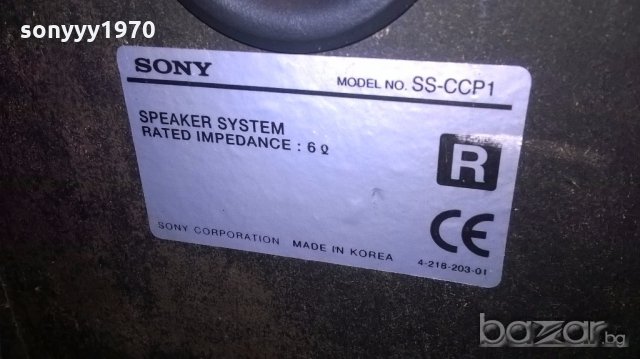 sonyyy1970
SONY
MODEL NO. SS-CCP1
SPEAKER SYSTEM
RATED IMPEDANCE : 6 Ω
R
CE
SONY CORPORATION MADE IN KOREA
4-218-203-01
bazar.bg